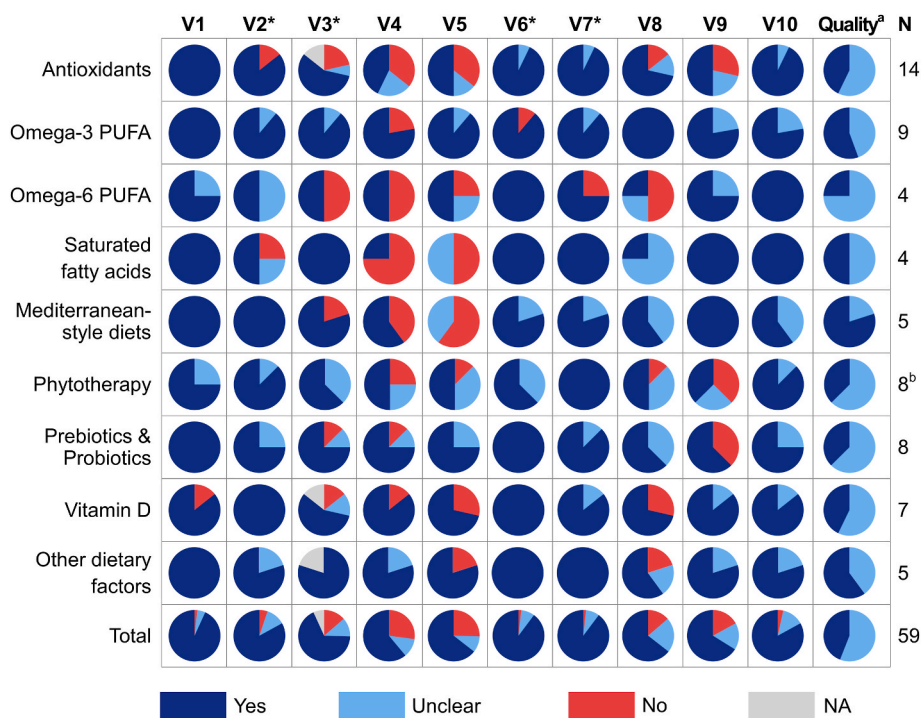 V1 V2* V3* V4 V5 V6* V7* V8 V9 V10 Qualityᵃ N
Antioxidants 14
Omega-3 PUFA 9
Omega-6 PUFA 4
Saturated
fatty acids 4
Mediterranean-
style diets 5
Phytotherapy 8ᵇ
Prebiotics &
Probiotics 8
Vitamin D 7
Other dietary
factors 5
Total 59
Yes Unclear No NA